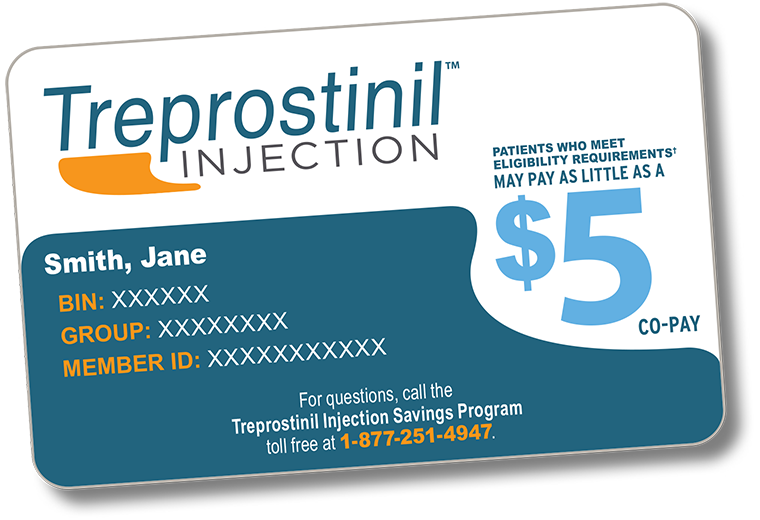 Treprostinil™
INJECTION
PATIENTS WHO MEET
ELIGIBILITY REQUIREMENTS†
MAY PAY AS LITTLE AS A
$5
CO-PAY
Smith, Jane
BIN: XXXXXX
GROUP: XXXXXXXX
MEMBER ID: XXXXXXXXXXX
For questions, call the
Treprostinil Injection Savings Program
toll free at 1-877-251-4947.